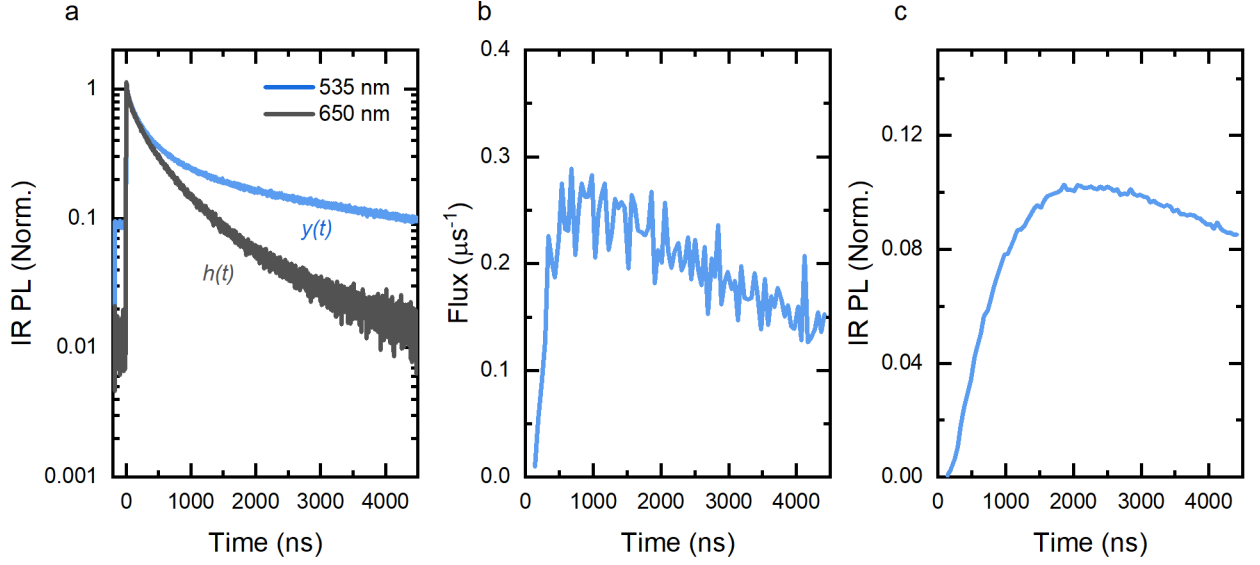 a
535 nm
650 nm
y(t)
h(t)
1
0.1
0.01
0.001
0 1000 2000 3000 4000
Time (ns)
IR PL (Norm.)
b
0.4
0.3
0.2
0.1
0.0
0 1000 2000 3000 4000
Time (ns)
Flux (μs⁻¹)
c
0.12
0.08
0.04
0.00
0 1000 2000 3000 4000
Time (ns)
IR PL (Norm.)